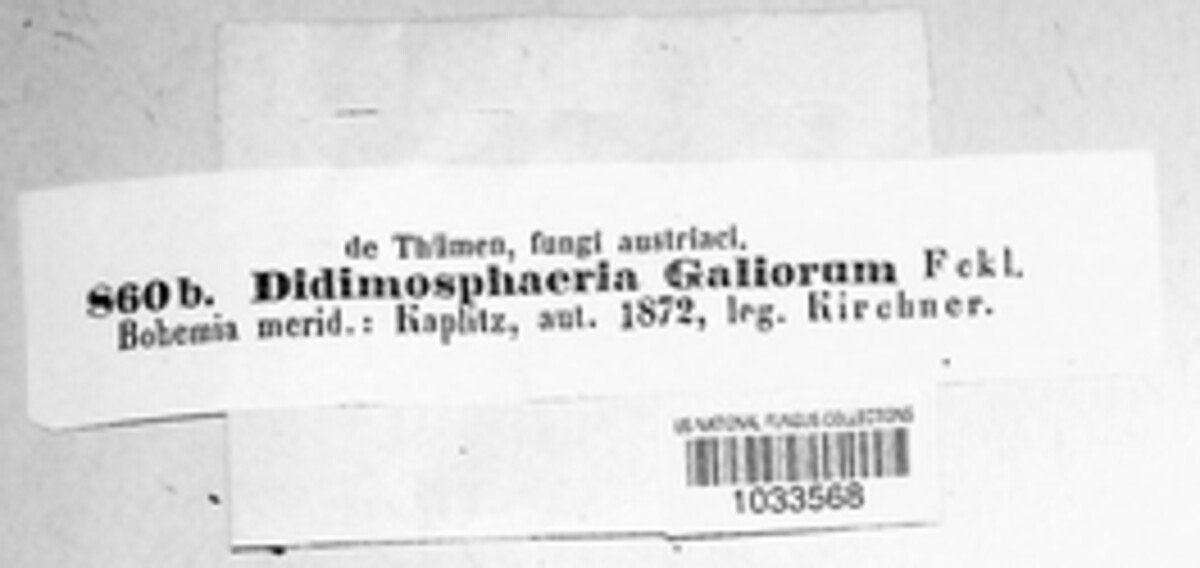 de Thümen, fungi austriaci.
860 b. Didimosphaeria Galiorum Fckl.
Bohemia merid.: Kaplitz, aut. 1872, leg. Kirchner.
US NATIONAL FUNGUS COLLECTIONS
1033568